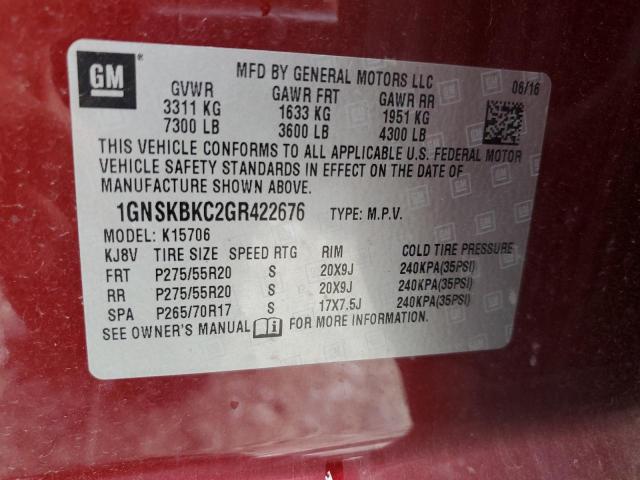 GM
MFD BY GENERAL MOTORS LLC 06/16
GVWR GAWR FRT GAWR RR
3311 KG 1633 KG 1951 KG
7300 LB 3600 LB 4300 LB
THIS VEHICLE CONFORMS TO ALL APPLICABLE U.S. FEDERAL MOTOR
VEHICLE SAFETY STANDARDS IN EFFECT ON THE DATE OF
MANUFACTURE SHOWN ABOVE.
1GNSKBKC2GR422676 TYPE: M.P.V.
MODEL: K15706
KJ8V TIRE SIZE SPEED RTG RIM COLD TIRE PRESSURE
FRT P275/55R20 S 20X9J 240KPA(35PSI)
RR P275/55R20 S 20X9J 240KPA(35PSI)
SPA P265/70R17 S 17X7.5J 240KPA(35PSI)
SEE OWNER'S MANUAL FOR MORE INFORMATION.